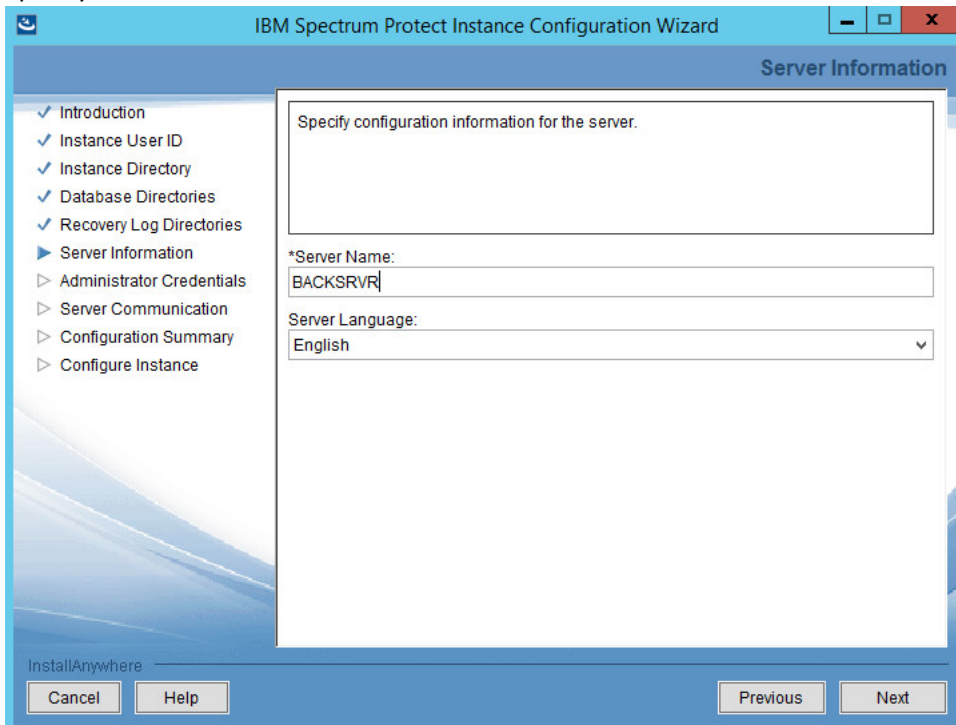 IBM Spectrum Protect Instance Configuration Wizard
Server Information
Introduction
Instance User ID
Instance Directory
Database Directories
Recovery Log Directories
Server Information
Administrator Credentials
Server Communication
Configuration Summary
Configure Instance
Specify configuration information for the server.
*Server Name:
BACKSRVR
Server Language:
English
InstallAnywhere
Cancel Help Previous Next